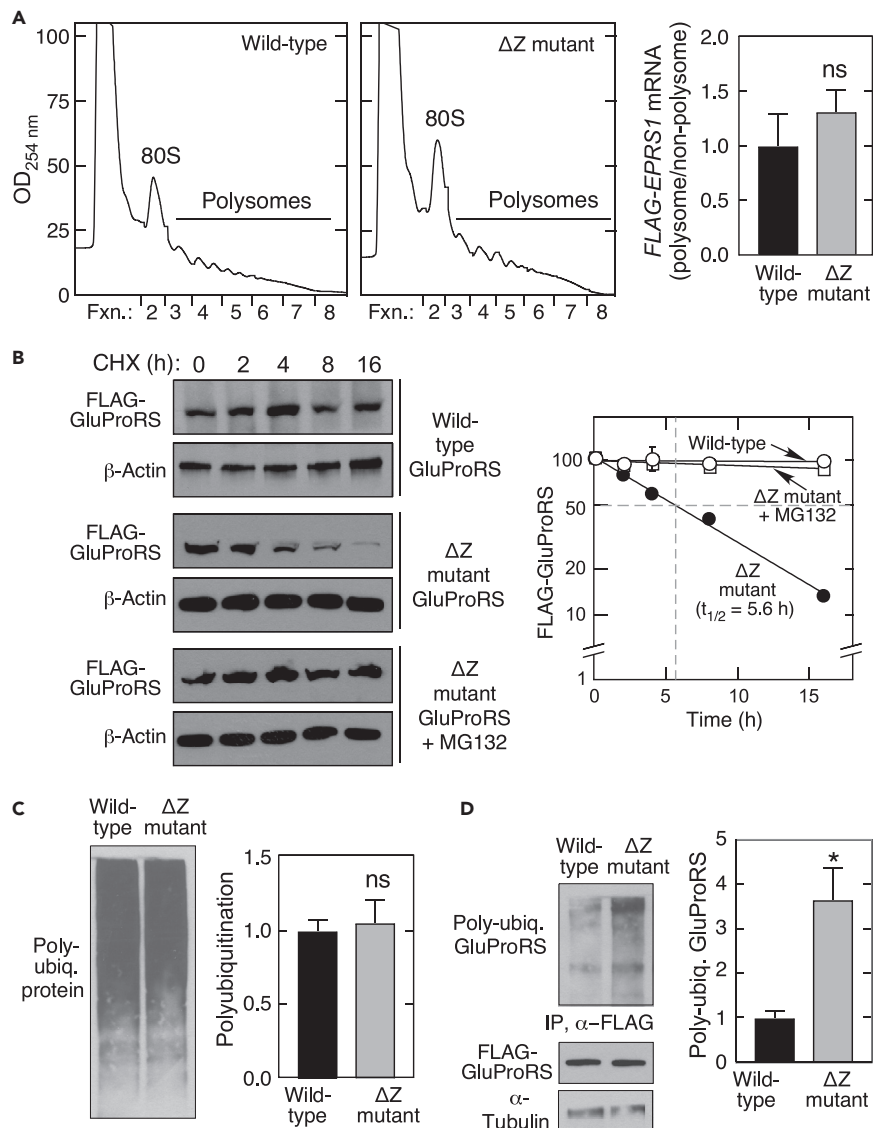 A
100
75
50
25
0
OD254 nm
Wild-type
80S
Polysomes
Fxn.: 2 3 4 5 6 7 8
ΔZ mutant
80S
Polysomes
Fxn.: 2 3 4 5 6 7 8
FLAG-EPRS1 mRNA
(polysome/non-polysome)
2.0
1.5
1.0
0.5
0.0
ns
Wild-
type
ΔZ
mutant
B
CHX (h): 0 2 4 8 16
FLAG-
GluProRS
β-Actin
Wild-
type
GluProRS
FLAG-
GluProRS
β-Actin
ΔZ
mutant
GluProRS
FLAG-
GluProRS
β-Actin
ΔZ
mutant
GluProRS
+ MG132
FLAG-GluProRS
100
50
20
10
1
Wild-type
ΔZ mutant
+ MG132
ΔZ
mutant
(t1/2 = 5.6 h)
0 5 10 15
Time (h)
C
Wild-
type
ΔZ
mutant
Poly-
ubiq.
protein
Polyubiquitination
1.5
1.0
0.5
0.0
ns
Wild-
type
ΔZ
mutant
D
Wild-
type
ΔZ
mutant
Poly-ubiq.
GluProRS
IP, α–FLAG
FLAG-
GluProRS
α-
Tubulin
Poly-ubiq. GluProRS
5
4
3
2
1
0
*
Wild-
type
ΔZ
mutant